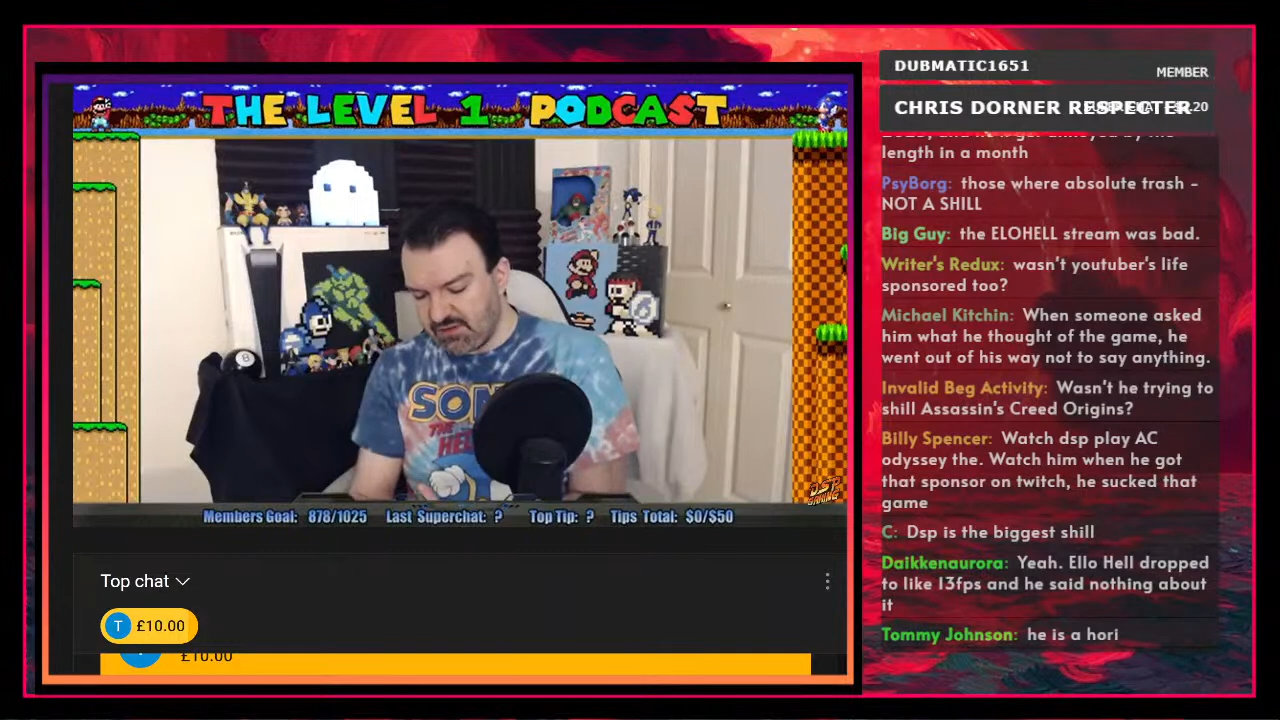 THE LEVEL 1 PODCAST
SONIC
THE
HE
8
DSP
GAMING
Members Goal: 878/1025 Last Superchat: ? Top Tip: ? Tips Total: $0/$50
Top chat
T £10.00
£10.00
DUBMATIC1651
MEMBER
CHRIS DORNER RESPECTER
length in a month
PsyBorg: those where absolute trash -
NOT A SHILL
Big Guy: the ELOHELL stream was bad.
Writer's Redux: wasn't youtuber's life
sponsored too?
Michael Kitchin: When someone asked
him what he thought of the game, he
went out of his way not to say anything.
Invalid Beg Activity: Wasn't he trying to
shill Assassin's Creed Origins?
Billy Spencer: Watch dsp play AC
odyssey the. Watch him when he got
that sponsor on twitch, he sucked that
game
C: Dsp is the biggest shill
Daikkenaurora: Yeah. Ello Hell dropped
to like 13fps and he said nothing about
it
Tommy Johnson: he is a hori